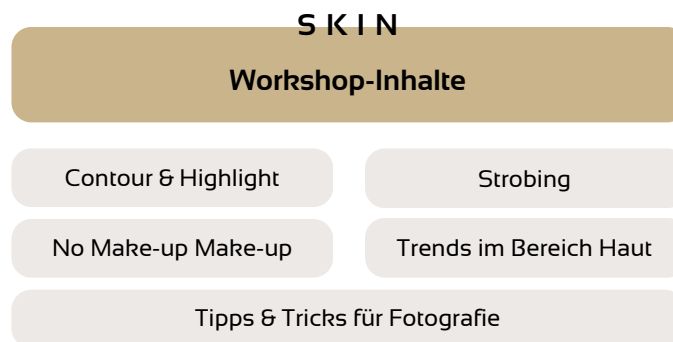 SKIN
Workshop-Inhalte
Contour & Highlight
Strobing
No Make-up Make-up
Trends im Bereich Haut
Tipps & Tricks für Fotografie